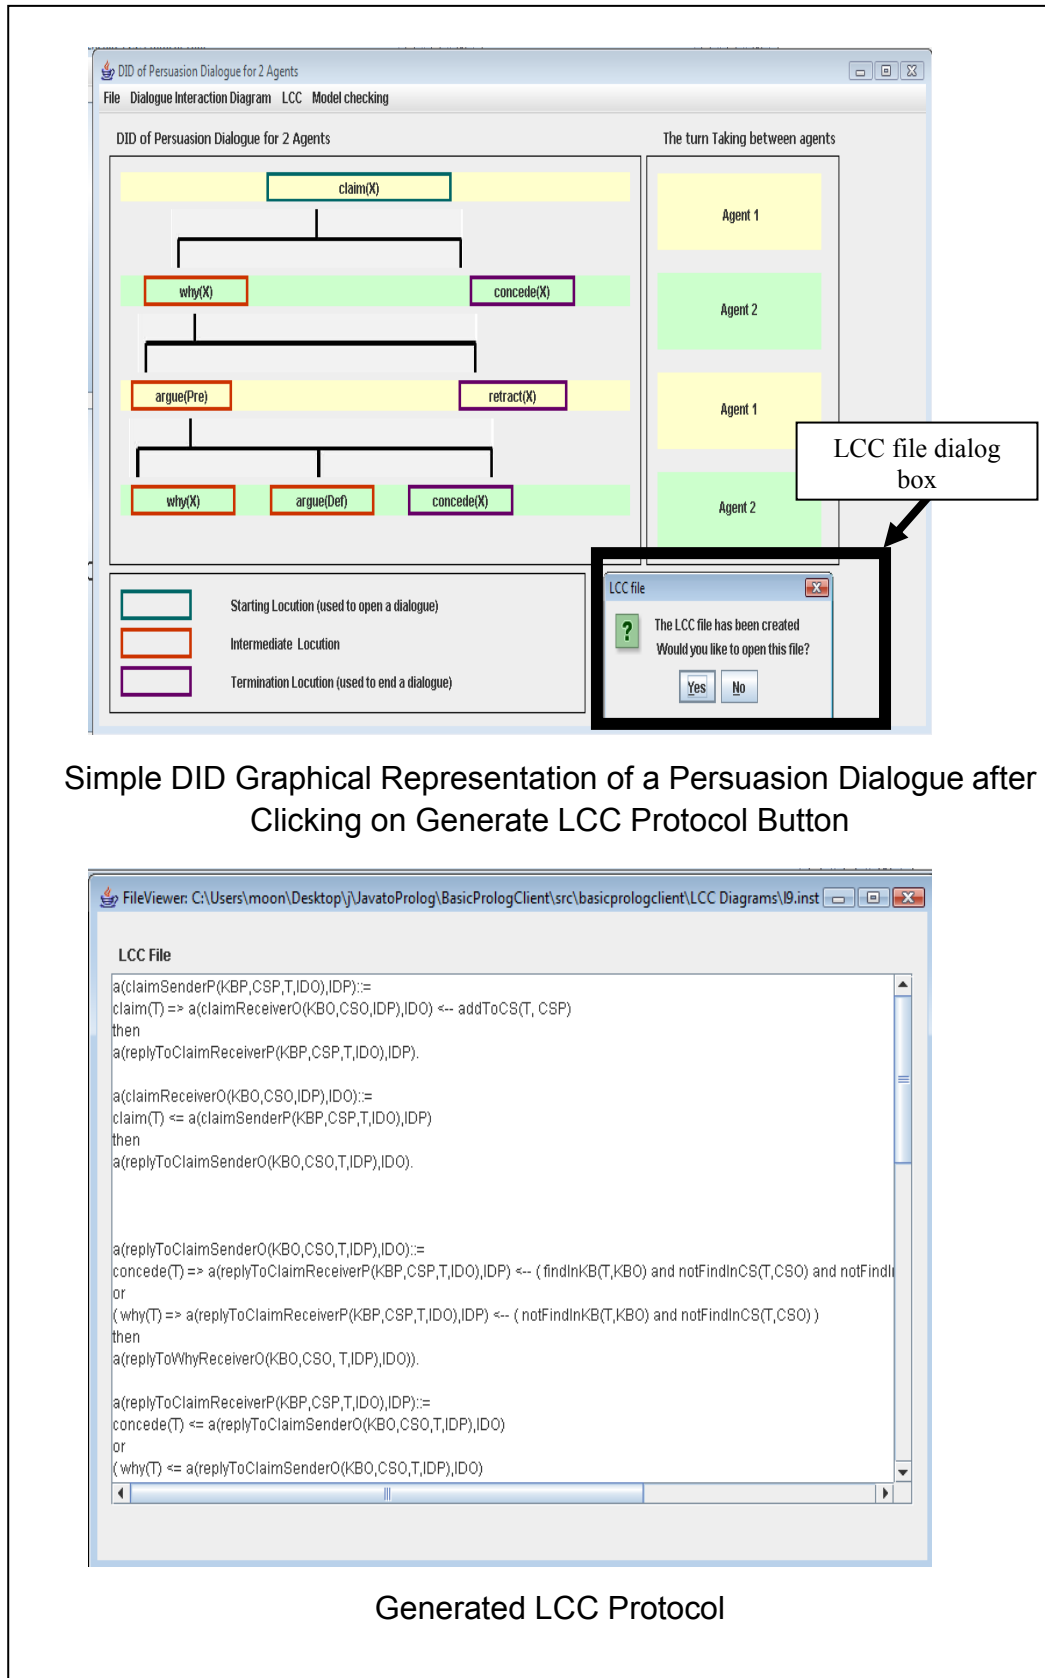 DID of Persuasion Dialogue for 2 Agents
File Dialogue Interaction Diagram LCC Model checking
DID of Persuasion Dialogue for 2 Agents
The turn Taking between agents
claim(X)
Agent 1
why(X)
concede(X)
Agent 2
argue(Pre)
retract(X)
Agent 1
LCC file dialog
box
why(X)
argue(Def)
concede(X)
Agent 2
Starting Locution (used to open a dialogue)
Intermediate Locution
Termination Locution (used to end a dialogue)
LCC file
?
The LCC file has been created
Would you like to open this file?
Yes
No
Simple DID Graphical Representation of a Persuasion Dialogue after
Clicking on Generate LCC Protocol Button
FileViewer: C:\Users\moon\Desktop\j\JavatoProlog\BasicPrologClient\src\basicprologclient\LCC Diagrams\l9.inst
LCC File
a(claimSenderP(KBP,CSP,T,IDO),IDP)::=
claim(T) => a(claimReceiverO(KBO,CSO,IDP),IDO) <-- addToCS(T, CSP)
then
a(replyToClaimReceiverP(KBP,CSP,T,IDO),IDP).
a(claimReceiverO(KBO,CSO,IDP),IDO)::=
claim(T) <= a(claimSenderP(KBP,CSP,T,IDO),IDP)
then
a(replyToClaimSenderO(KBO,CSO,T,IDP),IDO).
a(replyToClaimSenderO(KBO,CSO,T,IDP),IDO)::=
concede(T) => a(replyToClaimReceiverP(KBP,CSP,T,IDO),IDP) <-- ( findInKB(T,KBO) and notFindInCS(T,CSO) and notFindI
or
( why(T) => a(replyToClaimReceiverP(KBP,CSP,T,IDO),IDP) <-- ( notFindInKB(T,KBO) and notFindInCS(T,CSO) )
then
a(replyToWhyReceiverO(KBO,CSO, T,IDP),IDO)).
a(replyToClaimReceiverP(KBP,CSP,T,IDO),IDP)::=
concede(T) <= a(replyToClaimSenderO(KBO,CSO,T,IDP),IDO)
or
( why(T) <= a(replyToClaimSenderO(KBO,CSO,T,IDP),IDO)
Generated LCC Protocol